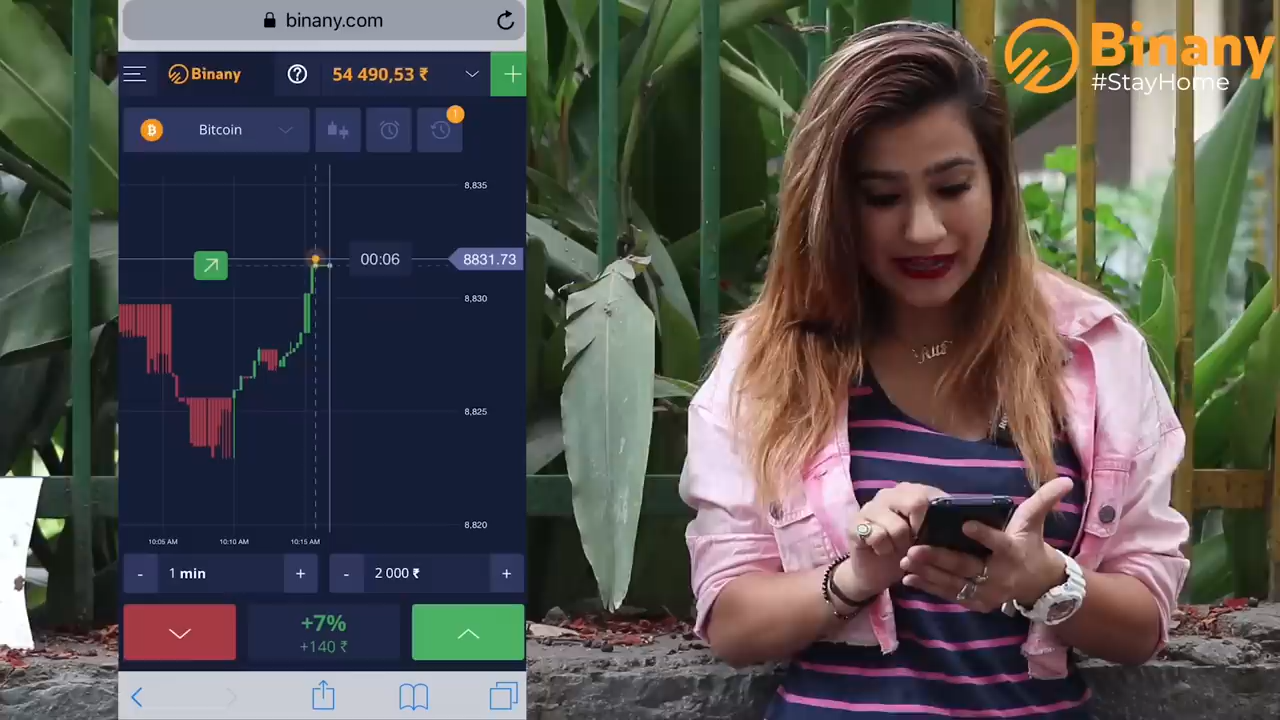 binany.com
Binany
54 490,53 ₹
Bitcoin
1
8,835
00:06
8831.73
8,830
8,825
8,820
10:05 AM
10:10 AM
10:15 AM
- 1 min +
- 2 000 ₹ +
+7%
+140 ₹
Binany
#StayHome